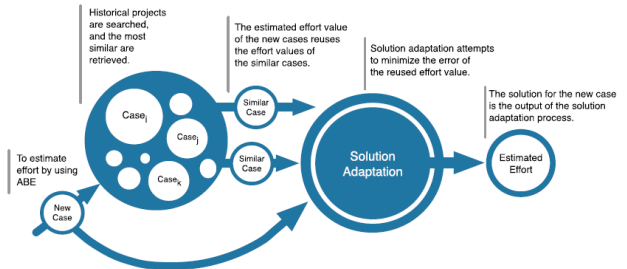 Historical projects
are searched,
and the most
similar are
retrieved.
The estimated effort value
of the new cases reuses
the effort values of
the similar cases.
Solution adaptation attempts
to minimize the error of
the reused effort value.
The solution for the new case
is the output of the solution
adaptation process.
To estimate
effort by using
ABE
New
Case
Casei
Casej
Casek
Similar
Case
Similar
Case
Solution
Adaptation
Estimated
Effort